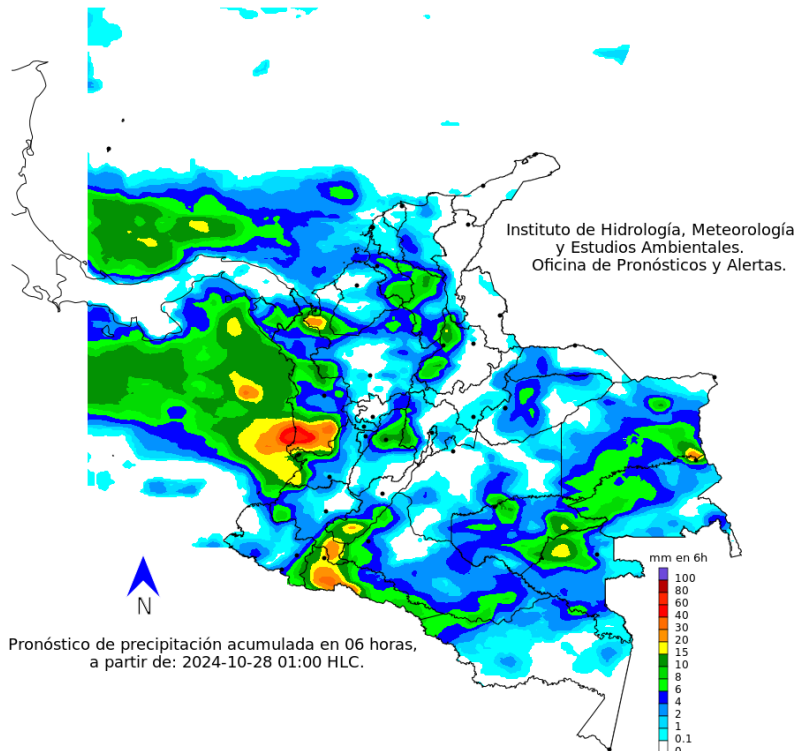 Instituto de Hidrología, Meteorología
y Estudios Ambientales.
Oficina de Pronósticos y Alertas.
N
mm en 6h
100
80
60
40
30
20
15
10
8
6
4
2
1
0.1
0
Pronóstico de precipitación acumulada en 06 horas,
a partir de: 2024-10-28 01:00 HLC.